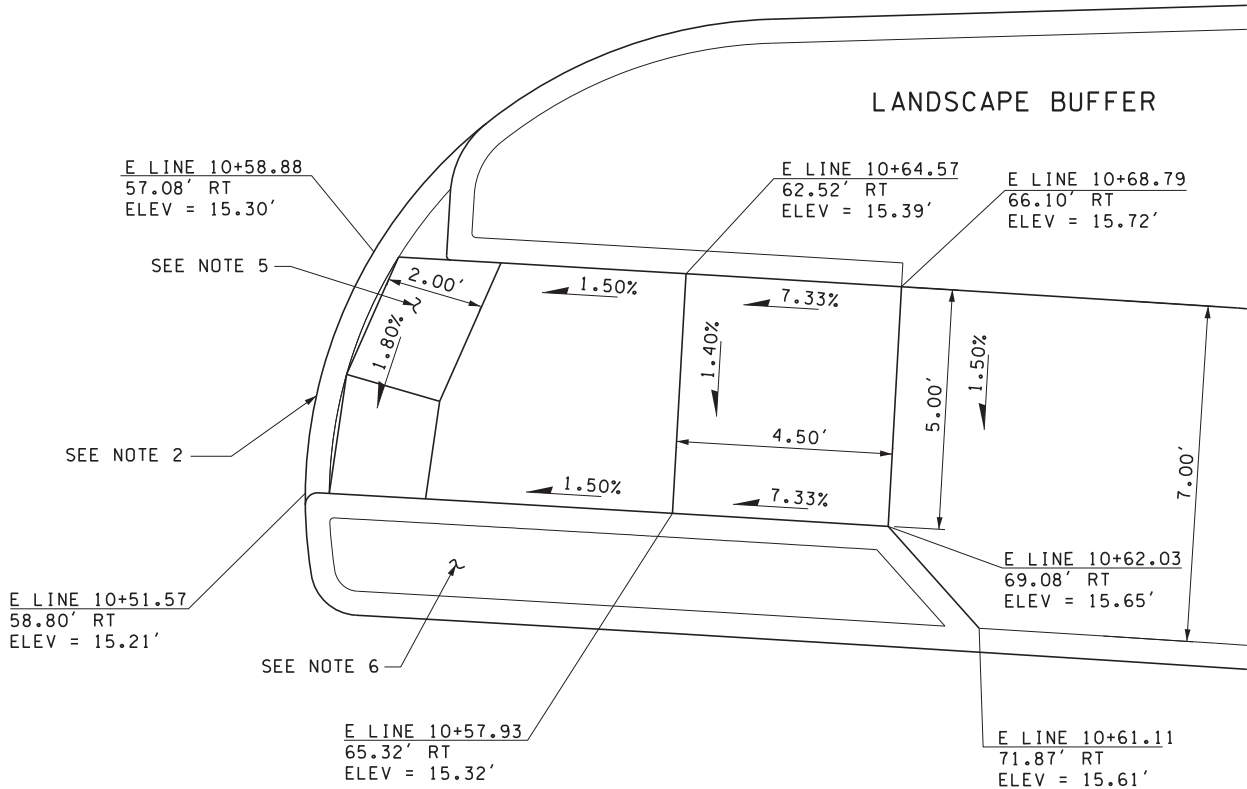 LANDSCAPE BUFFER
E LINE 10+58.88
57.08' RT
ELEV = 15.30'
E LINE 10+64.57
62.52' RT
ELEV = 15.39'
E LINE 10+68.79
66.10' RT
ELEV = 15.72'
SEE NOTE 5
2.00'
1.50%
7.33%
1.80%
1.40%
1.50%
5.00'
4.50'
7.00'
SEE NOTE 2
1.50%
7.33%
E LINE 10+62.03
69.08' RT
ELEV = 15.65'
E LINE 10+51.57
58.80' RT
ELEV = 15.21'
SEE NOTE 6
E LINE 10+57.93
65.32' RT
ELEV = 15.32'
E LINE 10+61.11
71.87' RT
ELEV = 15.61'